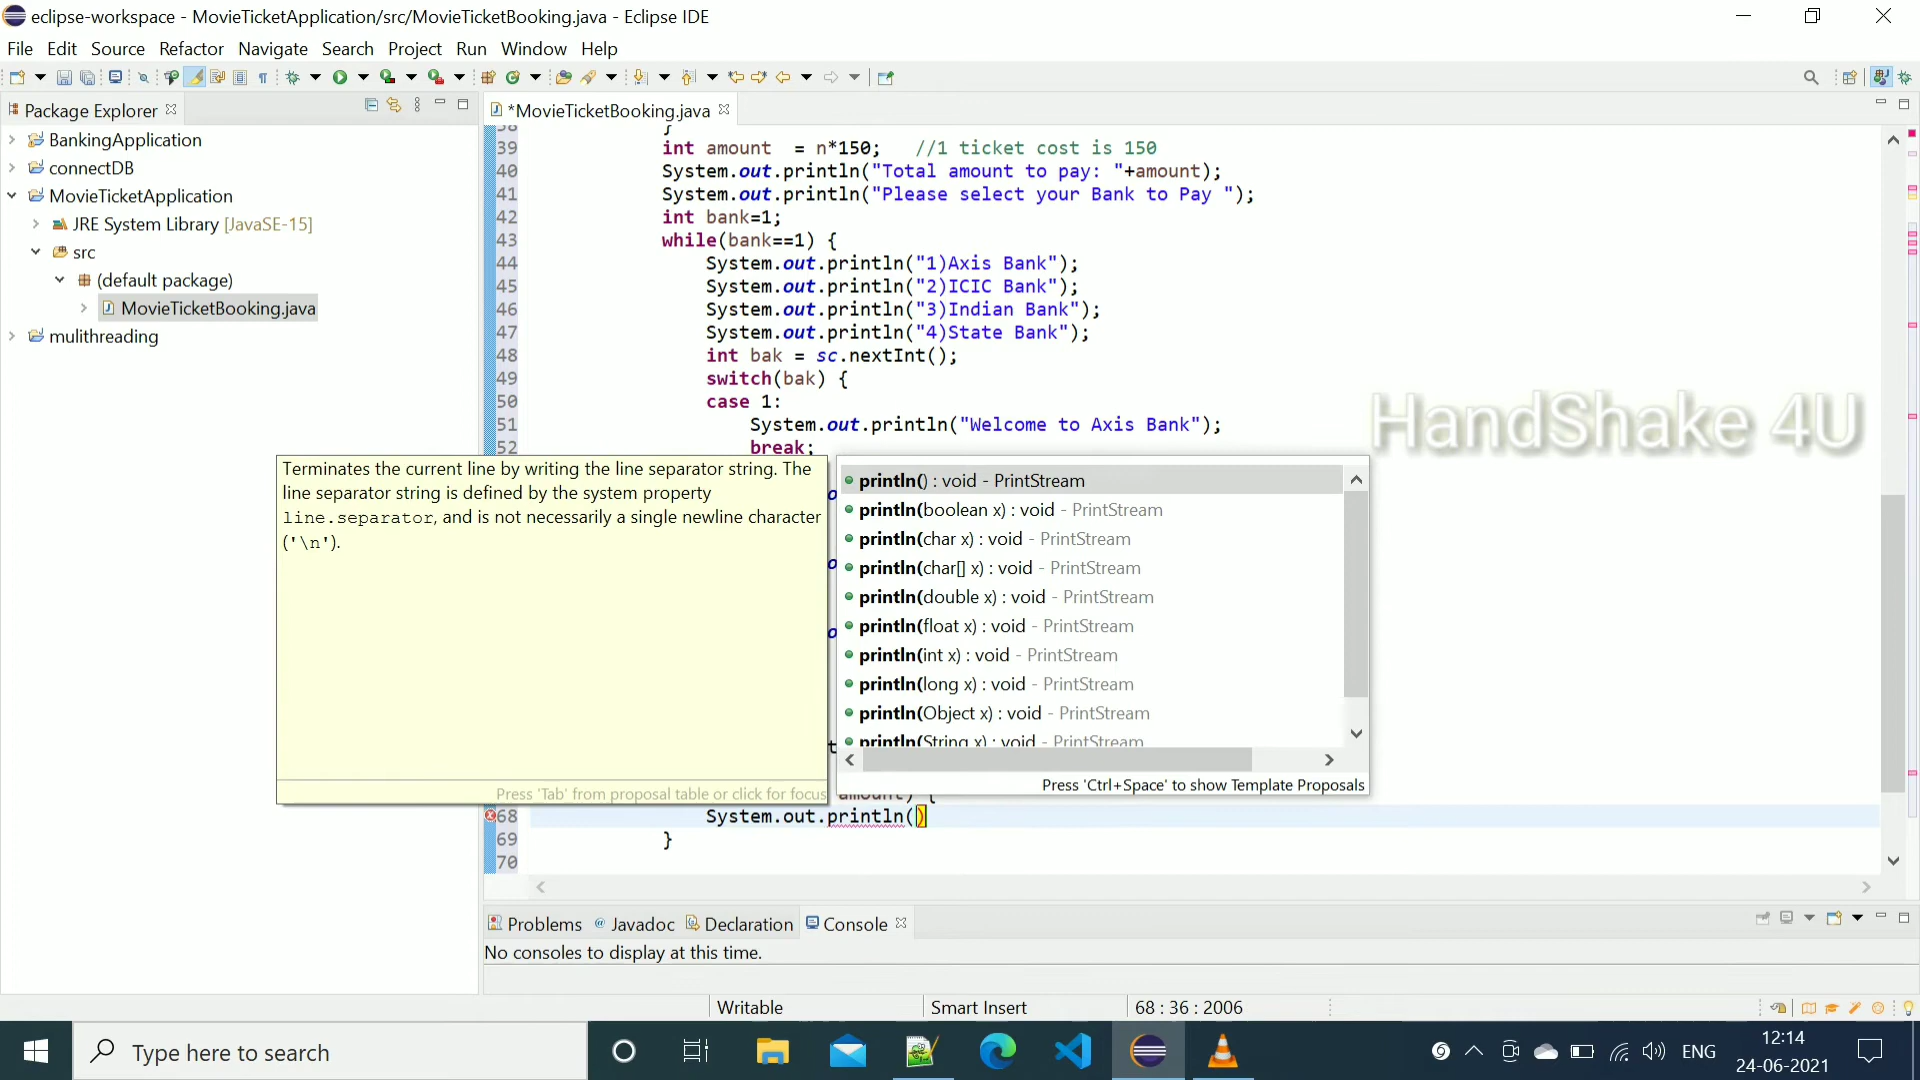 eclipse-workspace - MovieTicketApplication/src/MovieTicketBooking.java - Eclipse IDE
File Edit Source Refactor Navigate Search Project Run Window Help
Package Explorer
*MovieTicketBooking.java
BankingApplication
connectDB
MovieTicketApplication
JRE System Library [JavaSE-15]
src
(default package)
MovieTicketBooking.java
mulithreading
38 }
39 int amount = n*150; //1 ticket cost is 150
40 System.out.println("Total amount to pay: "+amount);
41 System.out.println("Please select your Bank to Pay ");
42 int bank=1;
43 while(bank==1) {
44 System.out.println("1)Axis Bank");
45 System.out.println("2)ICIC Bank");
46 System.out.println("3)Indian Bank");
47 System.out.println("4)State Bank");
48 int bak = sc.nextInt();
49 switch(bak) {
50 case 1:
51 System.out.println("Welcome to Axis Bank");
52 break;
HandShake 4U
Terminates the current line by writing the line separator string. The
line separator string is defined by the system property
line.separator, and is not necessarily a single newline character
('\n').
Press 'Tab' from proposal table or click for focus
println() : void - PrintStream
println(boolean x) : void - PrintStream
println(char x) : void - PrintStream
println(char[] x) : void - PrintStream
println(double x) : void - PrintStream
println(float x) : void - PrintStream
println(int x) : void - PrintStream
println(long x) : void - PrintStream
println(Object x) : void - PrintStream
println(String x) : void - PrintStream
Press 'Ctrl+Space' to show Template Proposals
amount) {
68 System.out.println()
69 }
70
Problems Javadoc Declaration Console
No consoles to display at this time.
Writable Smart Insert 68 : 36 : 2006
Type here to search
ENG
12:14
24-06-2021